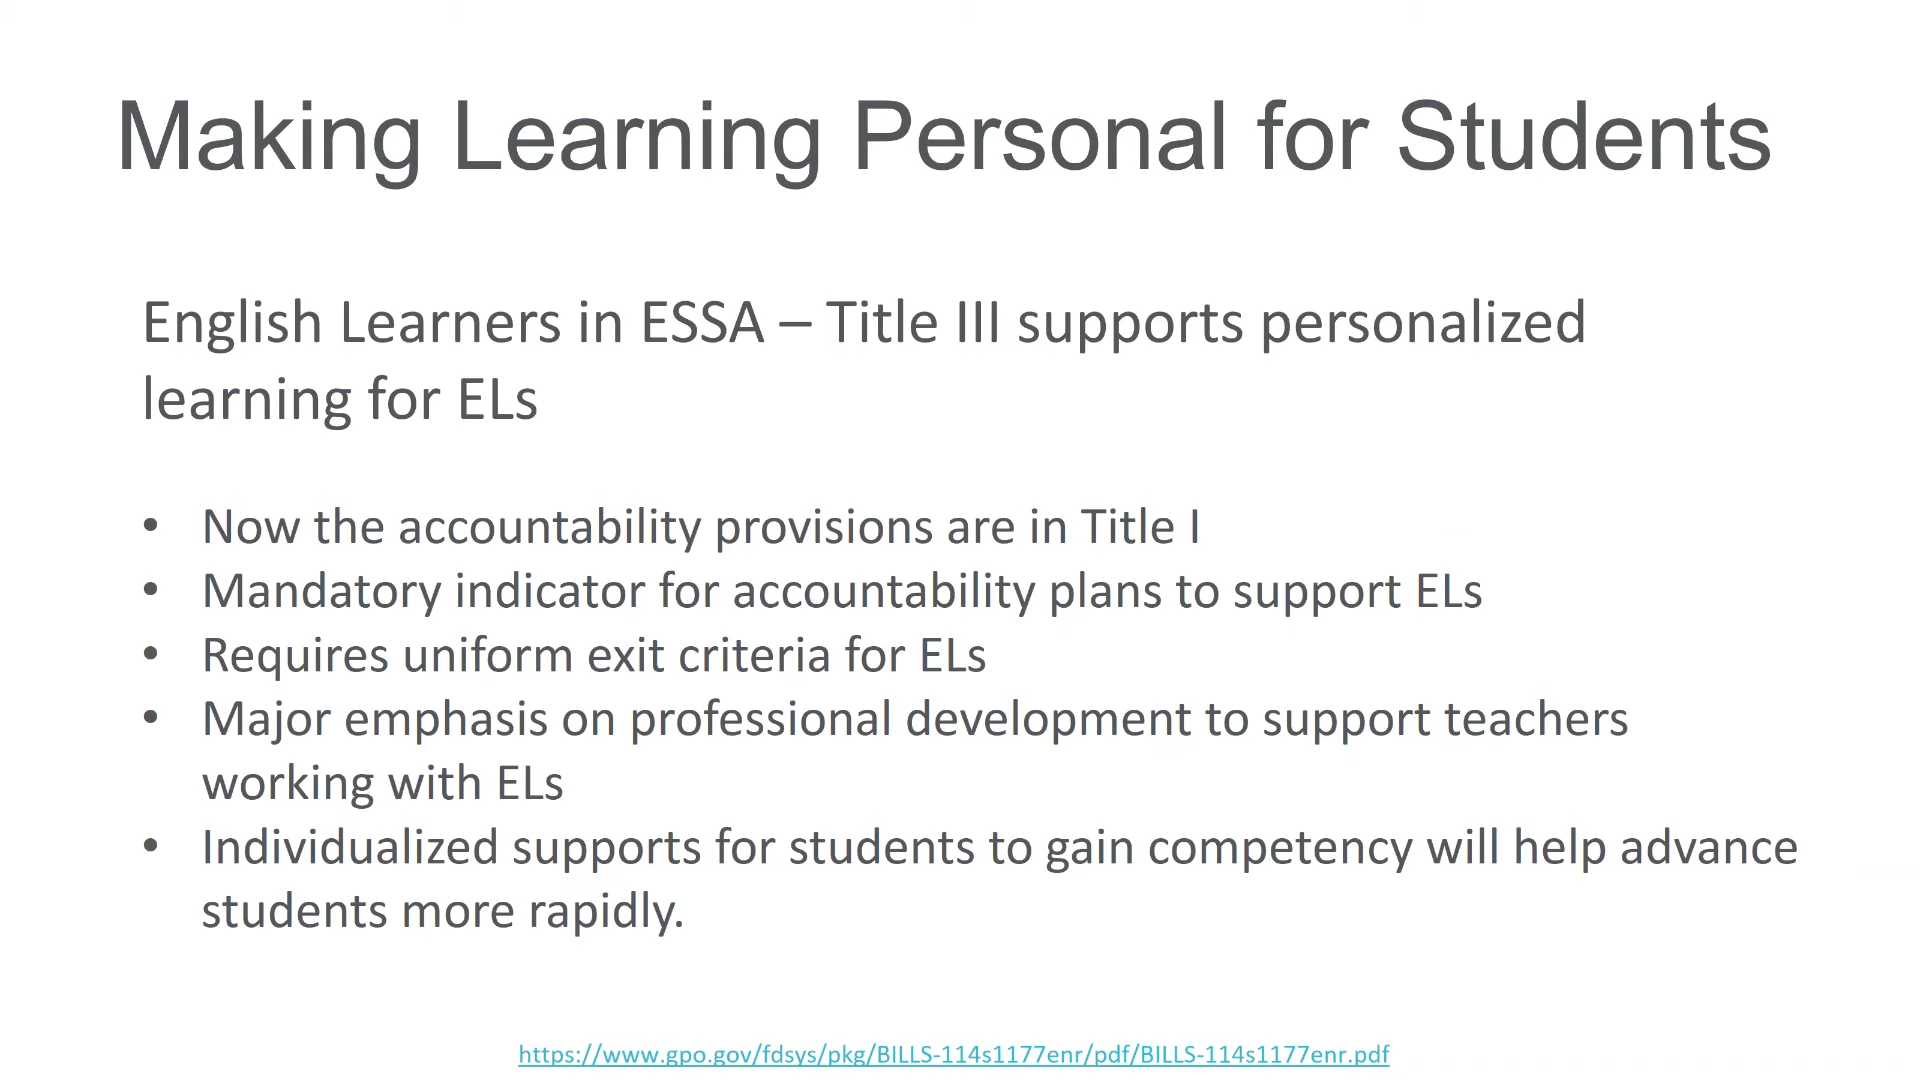 Making Learning Personal for Students
English Learners in ESSA – Title III supports personalized
learning for ELs
• Now the accountability provisions are in Title I
• Mandatory indicator for accountability plans to support ELs
• Requires uniform exit criteria for ELs
• Major emphasis on professional development to support teachers
working with ELs
• Individualized supports for students to gain competency will help advance
students more rapidly.
https://www.gpo.gov/fdsys/pkg/BILLS-114s1177enr/pdf/BILLS-114s1177enr.pdf